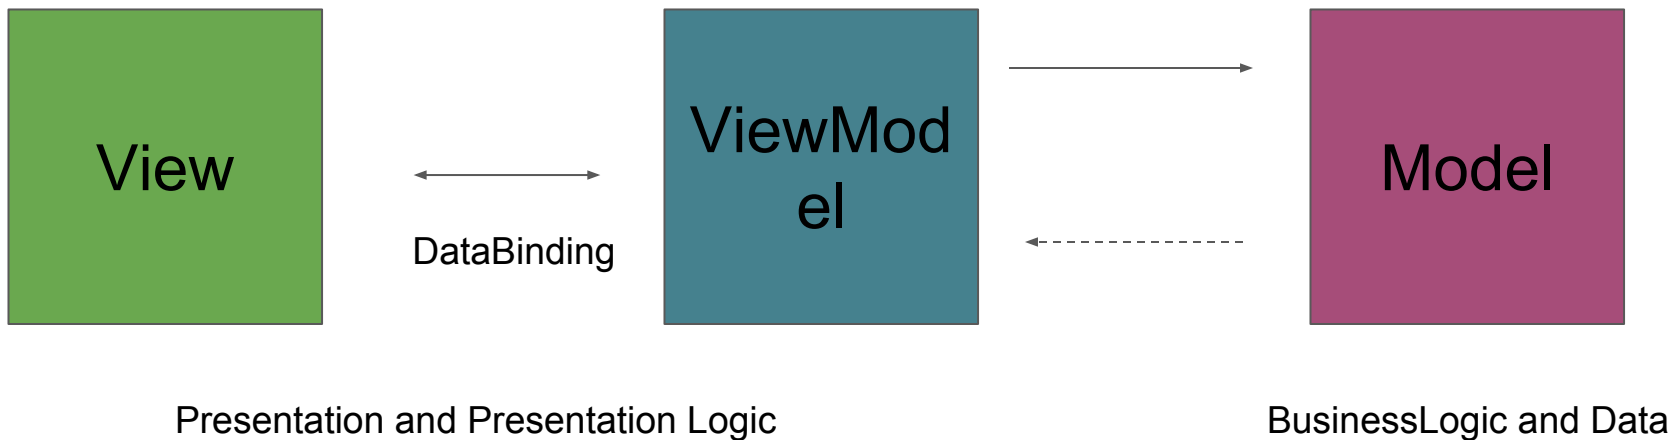 View
ViewMod
el
Model
DataBinding
Presentation and Presentation Logic
BusinessLogic and Data